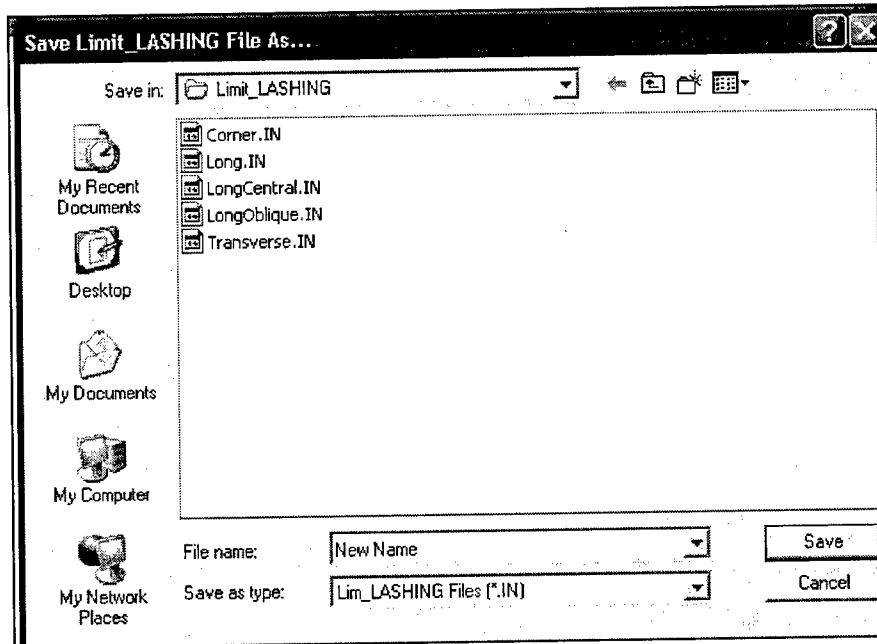 Save Limit_LASHING File As...
Save in:
Limit_LASHING
Corner.IN
Long.IN
LongCentral.IN
LongOblique.IN
Transverse.IN
My Recent
Documents
Desktop
My Documents
My Computer
My Network
Places
File name:
New Name
Save
Save as type:
Lim_LASHING Files (*.IN)
Cancel